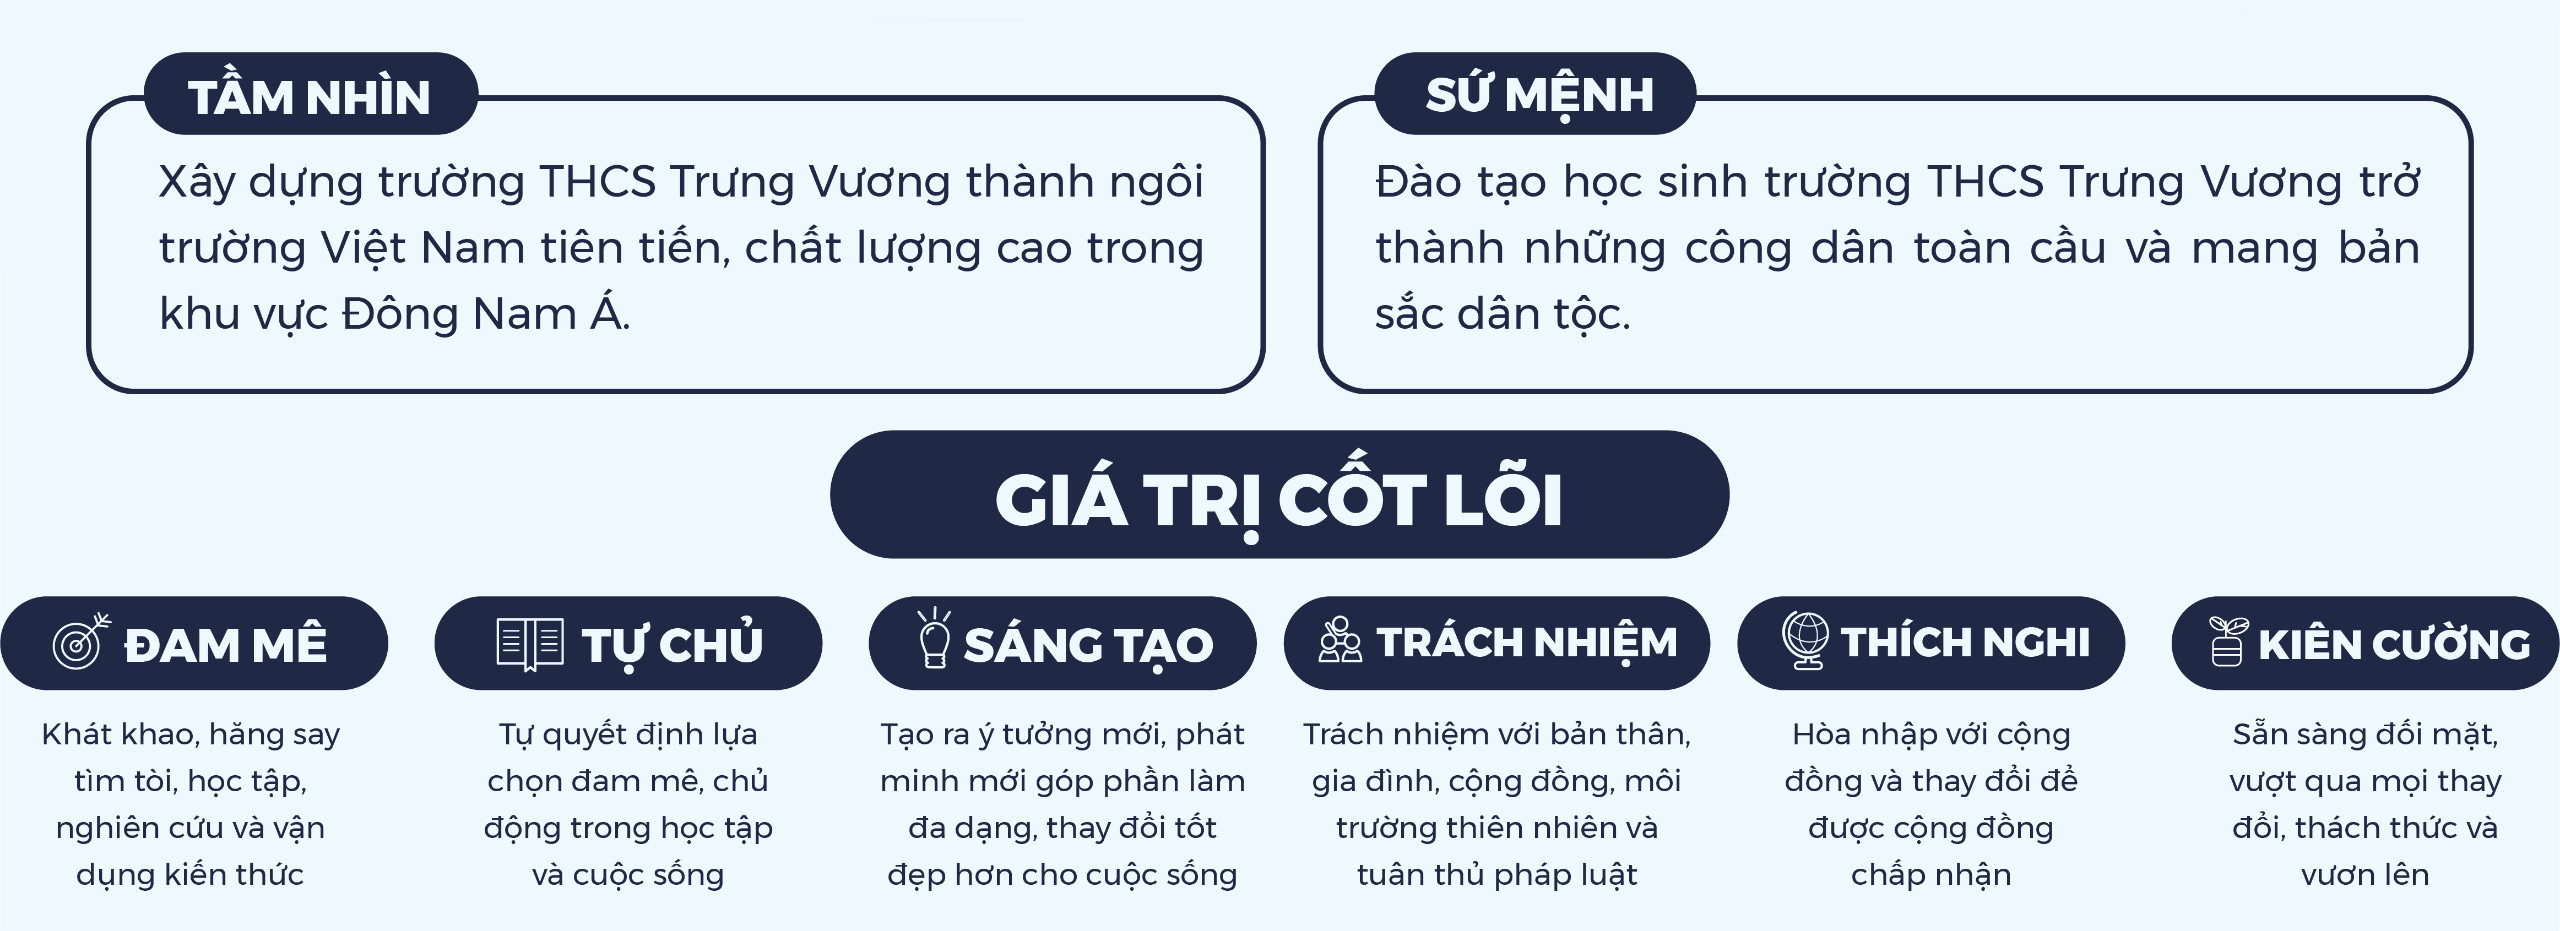 TẦM NHÌN
Xây dựng trường THCS Trưng Vương thành ngôi
trường Việt Nam tiên tiến, chất lượng cao trong
khu vực Đông Nam Á.
SỨ MỆNH
Đào tạo học sinh trường THCS Trưng Vương trở
thành những công dân toàn cầu và mang bản
sắc dân tộc.
GIÁ TRỊ CỐT LÕI
ĐAM MÊ
Khát khao, hăng say
tìm tòi, học tập,
nghiên cứu và vận
dụng kiến thức
TỰ CHỦ
Tự quyết định lựa
chọn đam mê, chủ
động trong học tập
và cuộc sống
SÁNG TẠO
Tạo ra ý tưởng mới, phát
minh mới góp phần làm
đa dạng, thay đổi tốt
đẹp hơn cho cuộc sống
TRÁCH NHIỆM
Trách nhiệm với bản thân,
gia đình, cộng đồng, môi
trường thiên nhiên và
tuân thủ pháp luật
THÍCH NGHI
Hòa nhập với cộng
đồng và thay đổi để
được cộng đồng
chấp nhận
KIÊN CƯỜNG
Sẵn sàng đối mặt,
vượt qua mọi thay
đổi, thách thức và
vươn lên